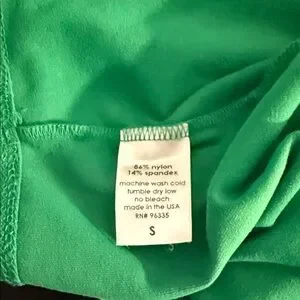 86% nylon
14% spandex
machine wash cold
tumble dry low
no bleach
made in the USA
RN# 96335
S